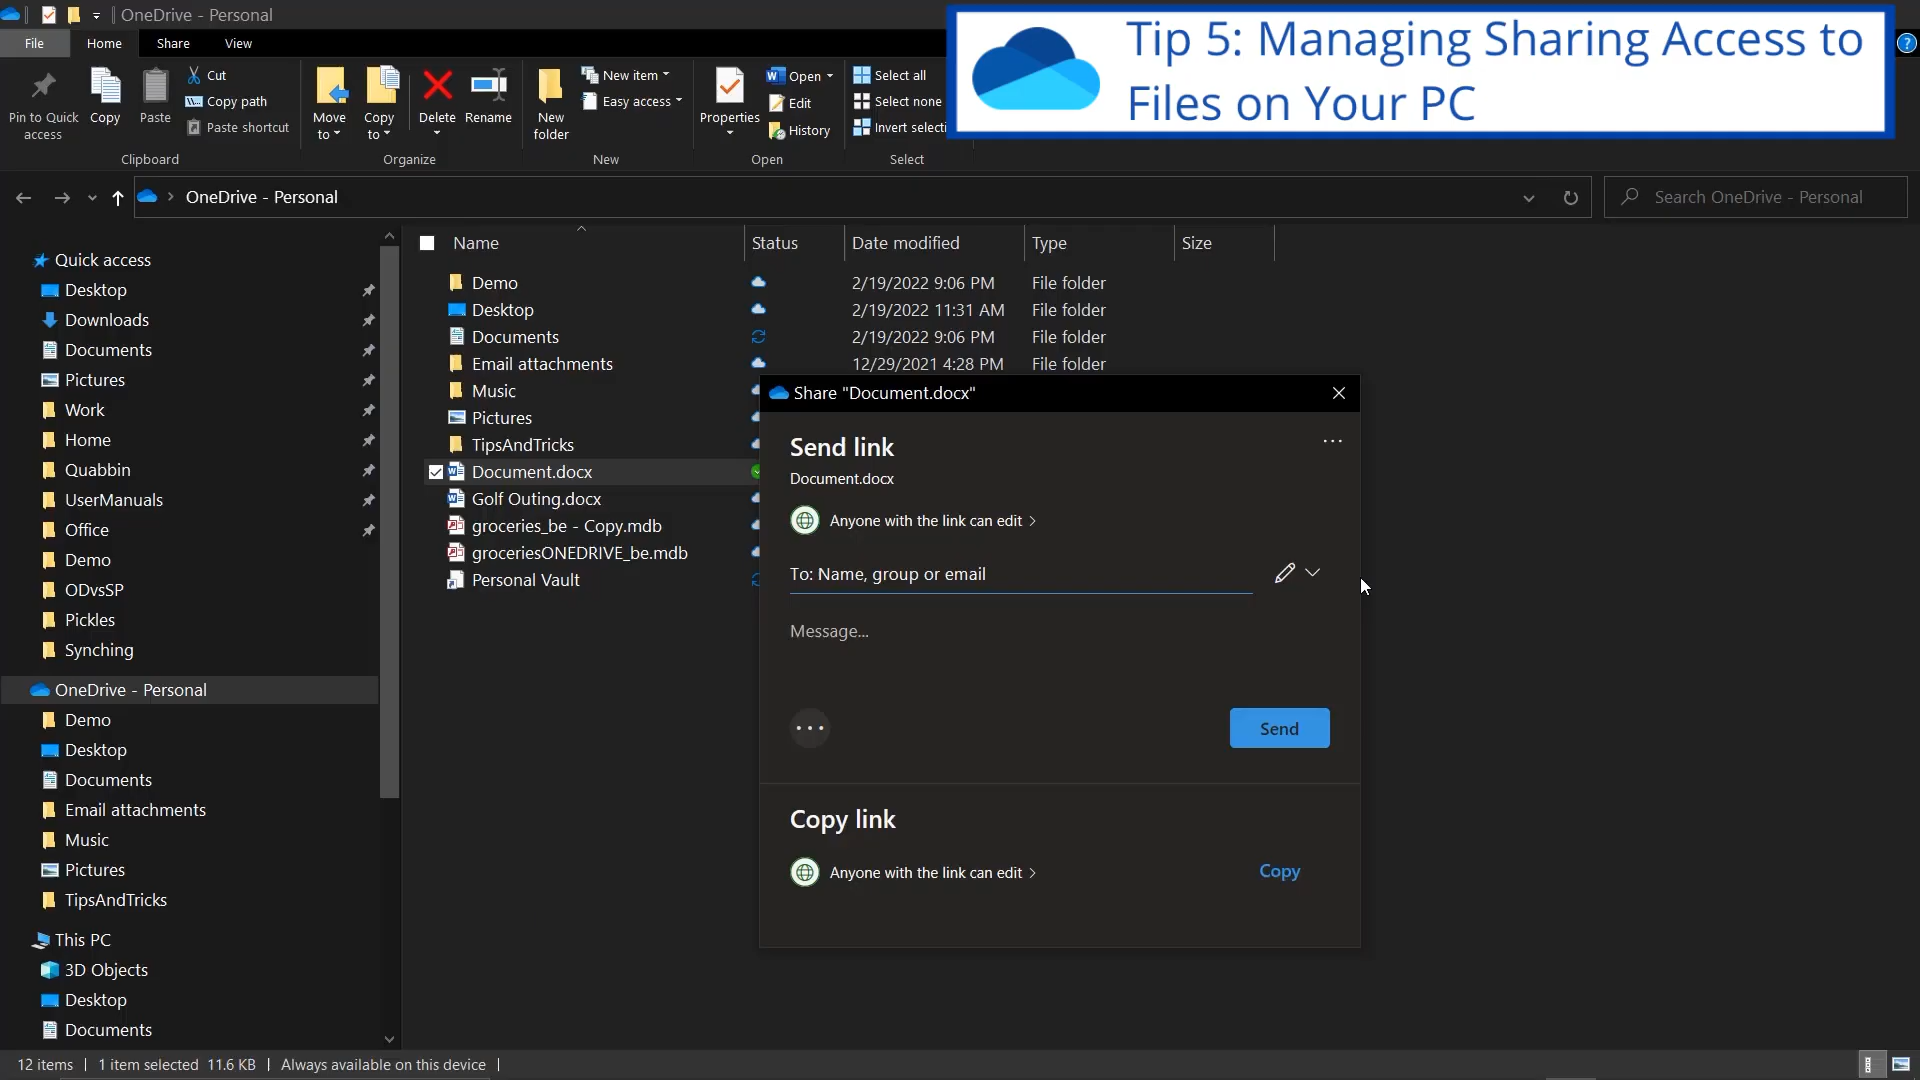 OneDrive - Personal
Tip 5: Managing Sharing Access to
Files on Your PC
File
Home
Share
View
?
Pin to Quick
access
Copy
Paste
Cut
Copy path
Paste shortcut
Clipboard
Move
to
Copy
to
Delete
Rename
Organize
New
folder
New item
Easy access
New
Properties
Open
Edit
History
Open
Select all
Select none
Invert selecti
Select
OneDrive - Personal
Search OneDrive - Personal
Name
Status
Date modified
Type
Size
Demo
2/19/2022 9:06 PM
File folder
Desktop
2/19/2022 11:31 AM
File folder
Documents
2/19/2022 9:06 PM
File folder
Email attachments
12/29/2021 4:28 PM
File folder
Music
Pictures
TipsAndTricks
Document.docx
Golf Outing.docx
groceries_be - Copy.mdb
groceriesONEDRIVE_be.mdb
Personal Vault
Quick access
Desktop
Downloads
Documents
Pictures
Work
Home
Quabbin
UserManuals
Office
Demo
ODvsSP
Pickles
Synching
OneDrive - Personal
Demo
Desktop
Documents
Email attachments
Music
Pictures
TipsAndTricks
This PC
3D Objects
Desktop
Documents
Share "Document.docx"
Send link
Document.docx
Anyone with the link can edit
To: Name, group or email
Message...
Send
Copy link
Anyone with the link can edit
Copy
12 items
1 item selected 11.6 KB
Always available on this device